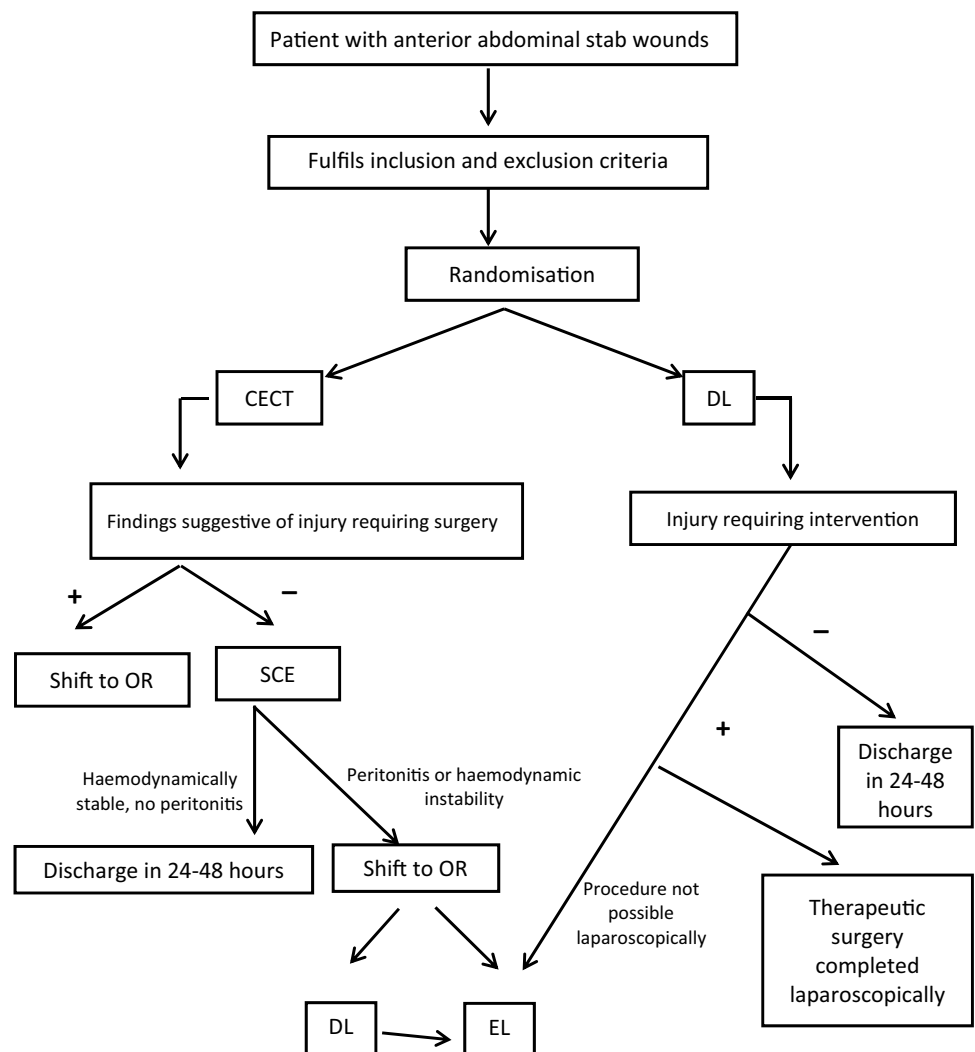 Patient with anterior abdominal stab wounds
Fulfils inclusion and exclusion criteria
Randomisation
CECT
DL
Findings suggestive of injury requiring surgery
Injury requiring intervention
+
–
Shift to OR
SCE
–
+
Discharge
in 24-48
hours
Haemodynamically
stable, no peritonitis
Peritonitis or haemodynamic
instability
Discharge in 24-48 hours
Shift to OR
Procedure not
possible
laparoscopically
Therapeutic
surgery
completed
laparoscopically
DL
EL